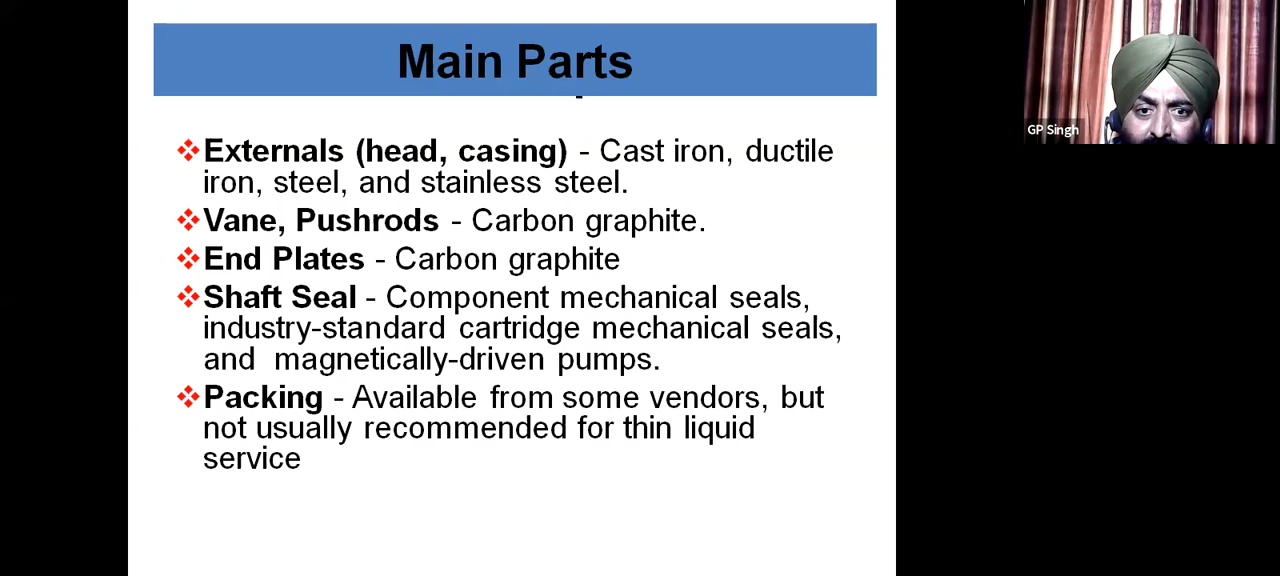 Main Parts
Externals (head, casing) - Cast iron, ductile
iron, steel, and stainless steel.
Vane, Pushrods - Carbon graphite.
End Plates - Carbon graphite
Shaft Seal - Component mechanical seals,
industry-standard cartridge mechanical seals,
and magnetically-driven pumps.
Packing - Available from some vendors, but
not usually recommended for thin liquid
service
GP Singh